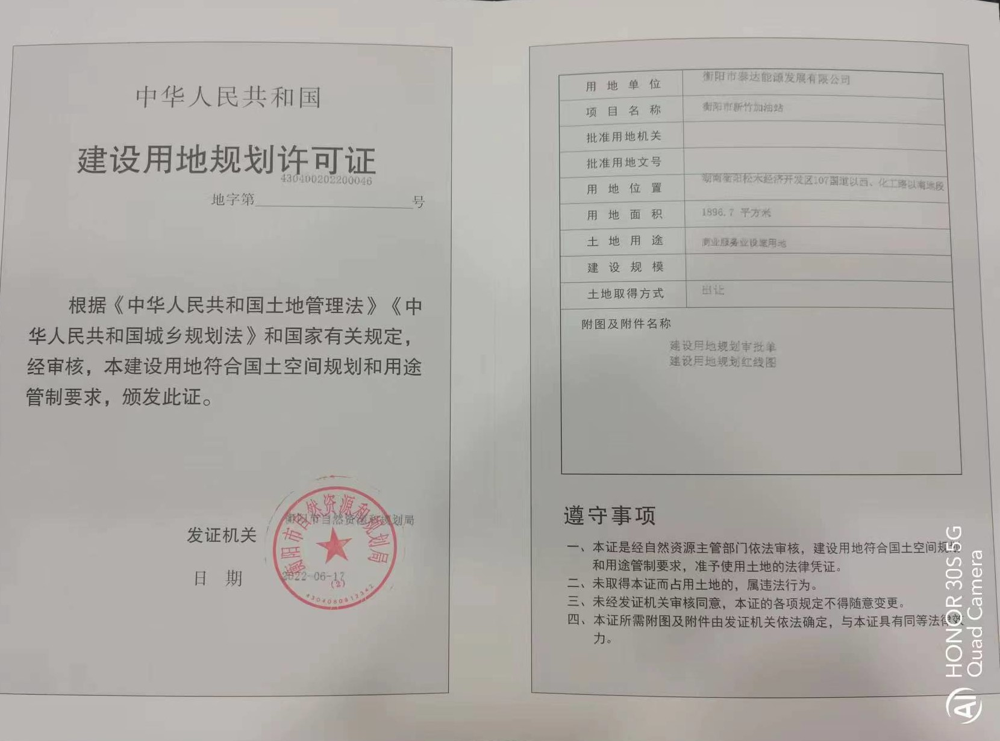 中华人民共和国
建设用地规划许可证
430400202200046
地字第 号
根据《中华人民共和国土地管理法》《中
华人民共和国城乡规划法》和国家有关规定，
经审核，本建设用地符合国土空间规划和用途
管制要求，颁发此证。
发证机关 衡阳市自然资源和规划局
日 期 2022-06-17
衡阳市自然资源和规划局
(2)
用地单位 衡阳市泰达能源发展有限公司
项目名称 衡阳市新竹加油站
批准用地机关
批准用地文号
用地位置 湖南衡阳松木经济开发区107国道以西、化工路以南地段
用地面积 1896.7 平方米
土地用途 商业服务业设施用地
建设规模
土地取得方式 出让
附图及附件名称
建设用地规划审批单
建设用地规划红线图
遵守事项
一、本证是经自然资源主管部门依法审核，建设用地符合国土空间规划
和用途管制要求，准予使用土地的法律凭证。
二、未取得本证而占用土地的，属违法行为。
三、未经发证机关审核同意，本证的各项规定不得随意变更。
四、本证所需附图及附件由发证机关依法确定，与本证具有同等法律效
力。
HONOR 30S 5G
Quad Camera
AI